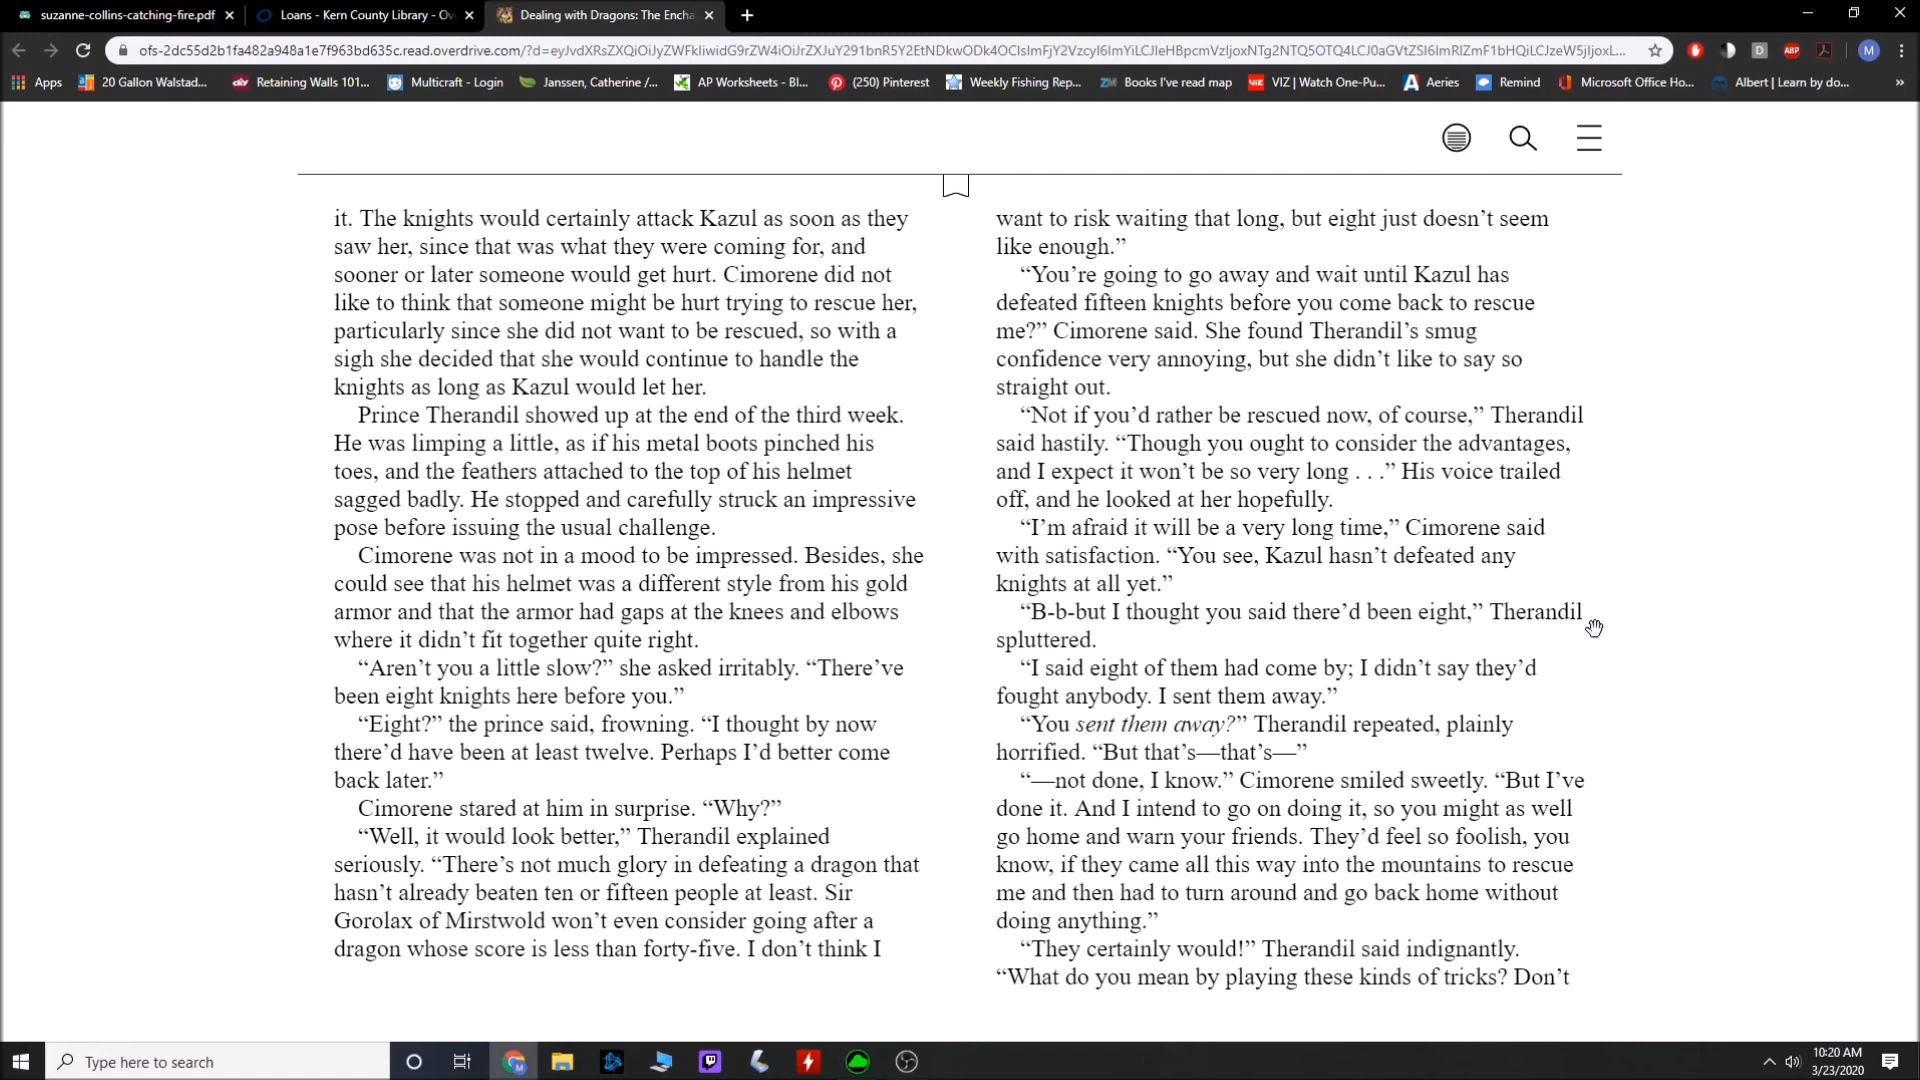 suzanne-collins-catching-fire.pdf
Loans - Kern County Library - Ov
Dealing with Dragons: The Encha
ofs-2dc55d2b1fa482a948a1e7f963bd635c.read.overdrive.com
Apps
20 Gallon Walstad...
Retaining Walls 101...
Multicraft - Login
Janssen, Catherine /...
AP Worksheets - Bl...
(250) Pinterest
Weekly Fishing Rep...
Books I've read map
VIZ | Watch One-Pu...
Aeries
Remind
Microsoft Office Ho...
Albert | Learn by do...
it. The knights would certainly attack Kazul as soon as they
saw her, since that was what they were coming for, and
sooner or later someone would get hurt. Cimorene did not
like to think that someone might be hurt trying to rescue her,
particularly since she did not want to be rescued, so with a
sigh she decided that she would continue to handle the
knights as long as Kazul would let her.
Prince Therandil showed up at the end of the third week.
He was limping a little, as if his metal boots pinched his
toes, and the feathers attached to the top of his helmet
sagged badly. He stopped and carefully struck an impressive
pose before issuing the usual challenge.
Cimorene was not in a mood to be impressed. Besides, she
could see that his helmet was a different style from his gold
armor and that the armor had gaps at the knees and elbows
where it didn’t fit together quite right.
“Aren’t you a little slow?” she asked irritably. “There’ve
been eight knights here before you.”
“Eight?” the prince said, frowning. “I thought by now
there’d have been at least twelve. Perhaps I’d better come
back later.”
Cimorene stared at him in surprise. “Why?”
“Well, it would look better,” Therandil explained
seriously. “There’s not much glory in defeating a dragon that
hasn’t already beaten ten or fifteen people at least. Sir
Gorolax of Mirstwold won’t even consider going after a
dragon whose score is less than forty-five. I don’t think I
want to risk waiting that long, but eight just doesn’t seem
like enough.”
“You’re going to go away and wait until Kazul has
defeated fifteen knights before you come back to rescue
me?” Cimorene said. She found Therandil’s smug
confidence very annoying, but she didn’t like to say so
straight out.
“Not if you’d rather be rescued now, of course,” Therandil
said hastily. “Though you ought to consider the advantages,
and I expect it won’t be so very long . . .” His voice trailed
off, and he looked at her hopefully.
“I’m afraid it will be a very long time,” Cimorene said
with satisfaction. “You see, Kazul hasn’t defeated any
knights at all yet.”
“B-b-but I thought you said there’d been eight,” Therandil
spluttered.
“I said eight of them had come by; I didn’t say they’d
fought anybody. I sent them away.”
“You sent them away?” Therandil repeated, plainly
horrified. “But that’s—that’s—”
“—not done, I know.” Cimorene smiled sweetly. “But I’ve
done it. And I intend to go on doing it, so you might as well
go home and warn your friends. They’d feel so foolish, you
know, if they came all this way into the mountains to rescue
me and then had to turn around and go back home without
doing anything.”
“They certainly would!” Therandil said indignantly.
“What do you mean by playing these kinds of tricks? Don’t
Type here to search
10:20 AM
3/23/2020